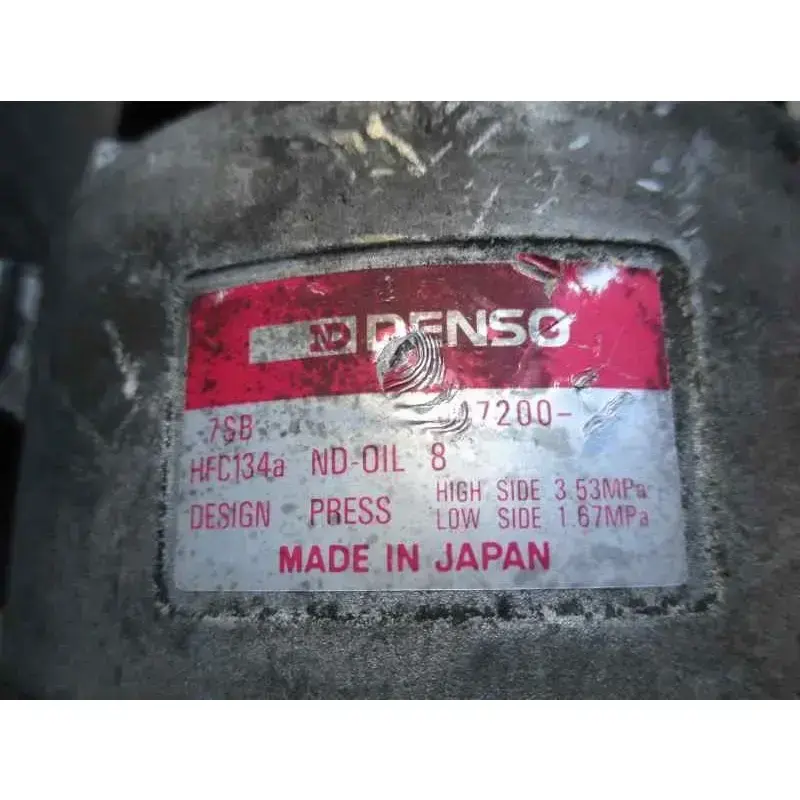 ND DENSO
7SB 7200-
HFC134a ND-OIL 8
DESIGN PRESS HIGH SIDE 3.53MPa
LOW SIDE 1.67MPa
MADE IN JAPAN